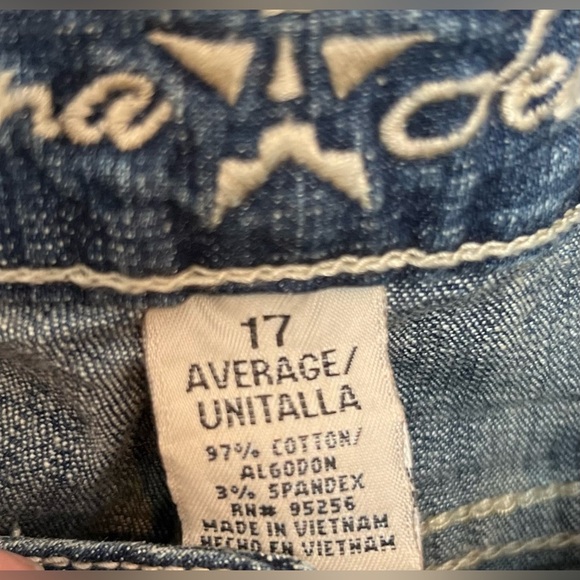 17
AVERAGE/
UNITALLA
97% COTTON/
ALGODON
3% SPANDEX
RN# 95256
MADE IN VIETNAM
HECHO EN VIETNAM